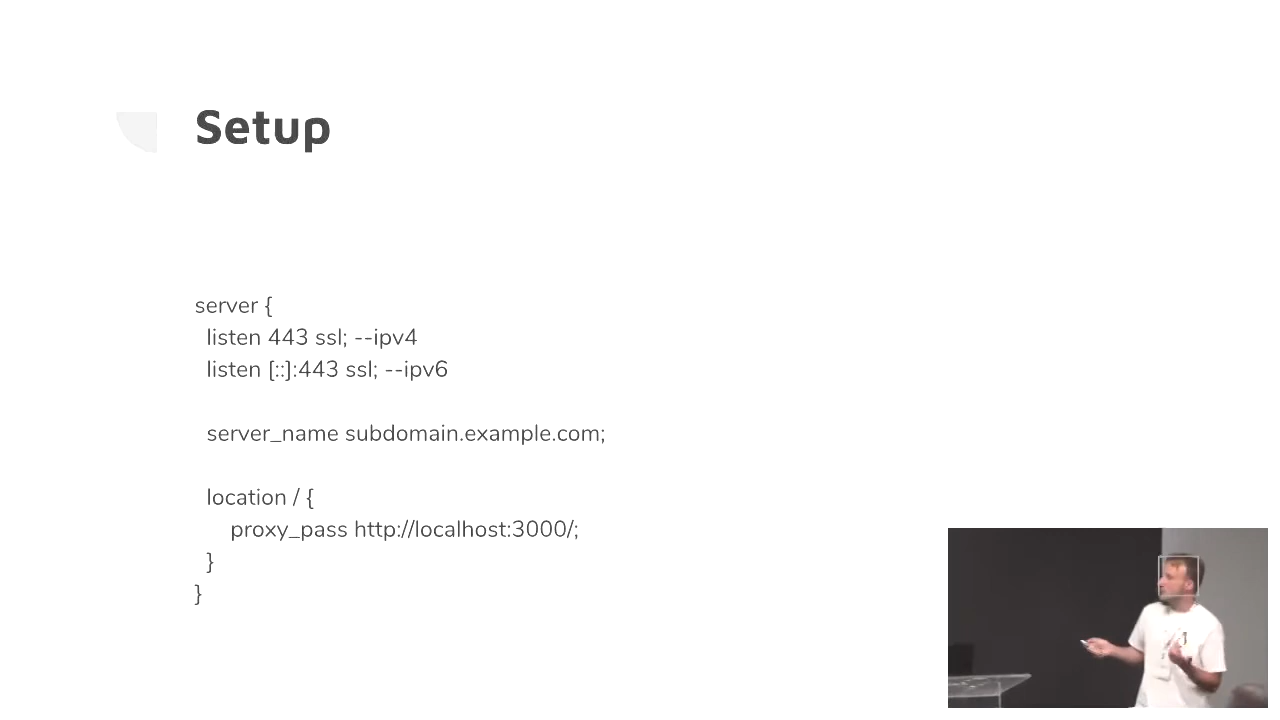 Setup
server {
listen 443 ssl; --ipv4
listen [::]:443 ssl; --ipv6
server_name subdomain.example.com;
location / {
proxy_pass http://localhost:3000/;
}
}